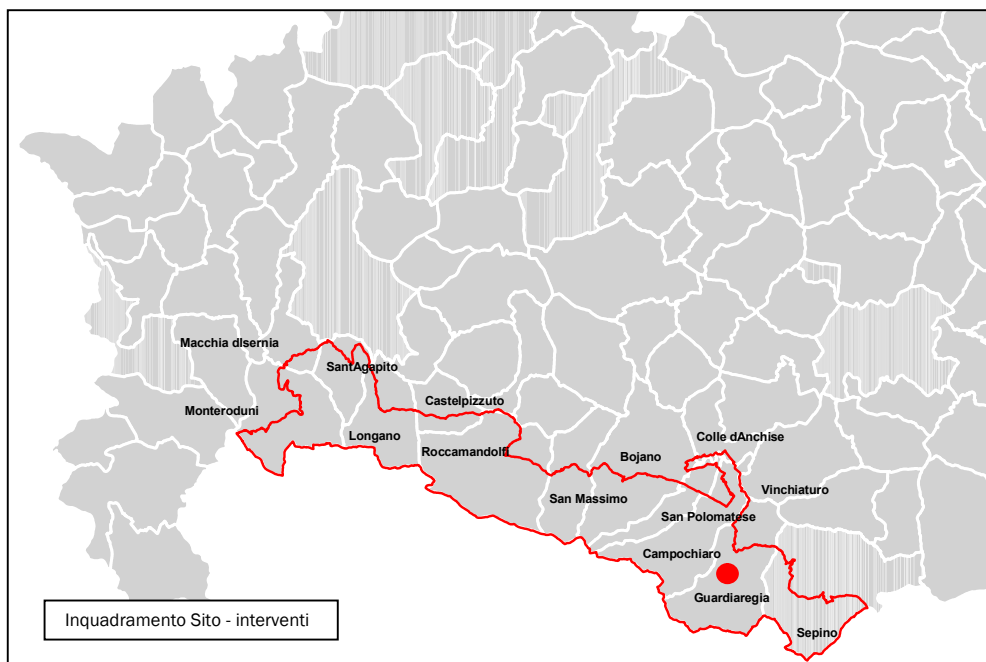 Macchia dIsernia
SantAgapito
Castelpizzuto
Monteroduni
Longano
Roccamandolfi
Colle dAnchise
Bojano
Vinchiaturo
San Massimo
San Polomatese
Campochiaro
Guardiaregia
Sepino
Inquadramento Sito - interventi